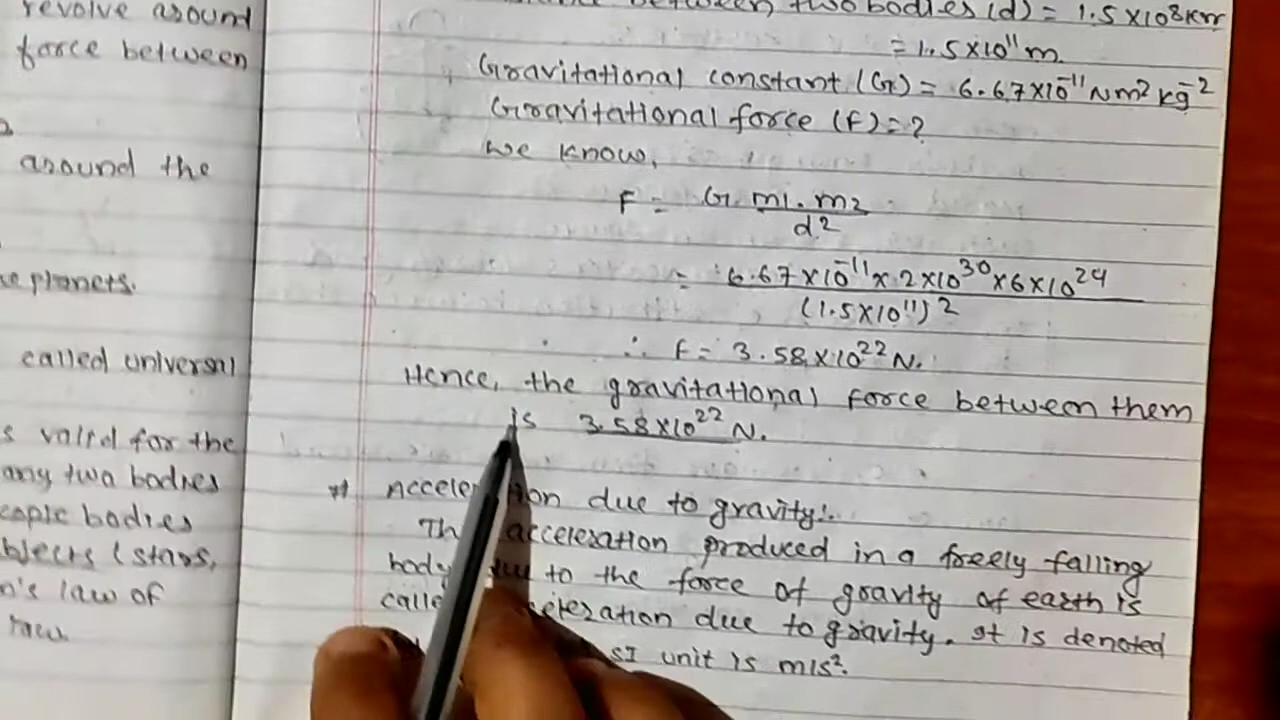 revolve around
force between
around the
planets.
called universal
s valid for the
any two bodies
bodies
(stars,
n's law of
law.
between two bodies (d) = 1.5×10⁸km
= 1.5×10¹¹m.
Gravitational constant (G) = 6.67×10⁻¹¹ Nm² kg⁻²
Gravitational force (F) = ?
we know,
F = G m1. m2
d²
= 6.67×10⁻¹¹ × 2×10³⁰ × 6×10²⁴
(1.5×10¹¹)²
∴ F = 3.58×10²² N.
Hence, the gravitational force between them
is 3.58×10²² N.
Acceleration due to gravity:
The acceleration produced in a freely falling
body due to the force of gravity of earth is
called acceleration due to gravity. It is denoted
SI unit is m/s².